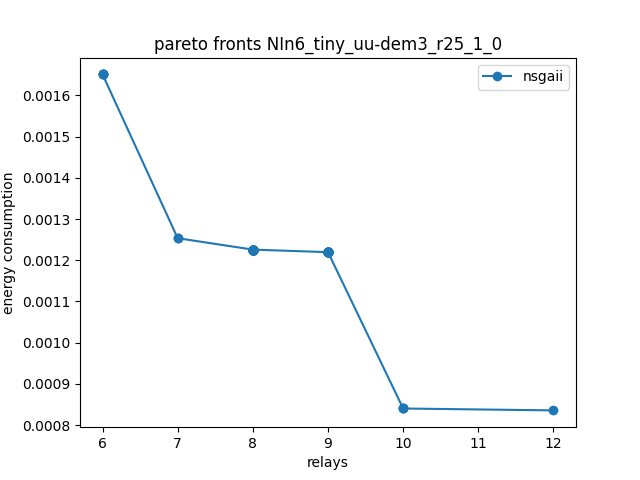 pareto fronts NIn6_tiny_uu-dem3_r25_1_0
nsgaii
energy consumption
0.0016
0.0015
0.0014
0.0013
0.0012
0.0011
0.0010
0.0009
0.0008
6 7 8 9 10 11 12
relays